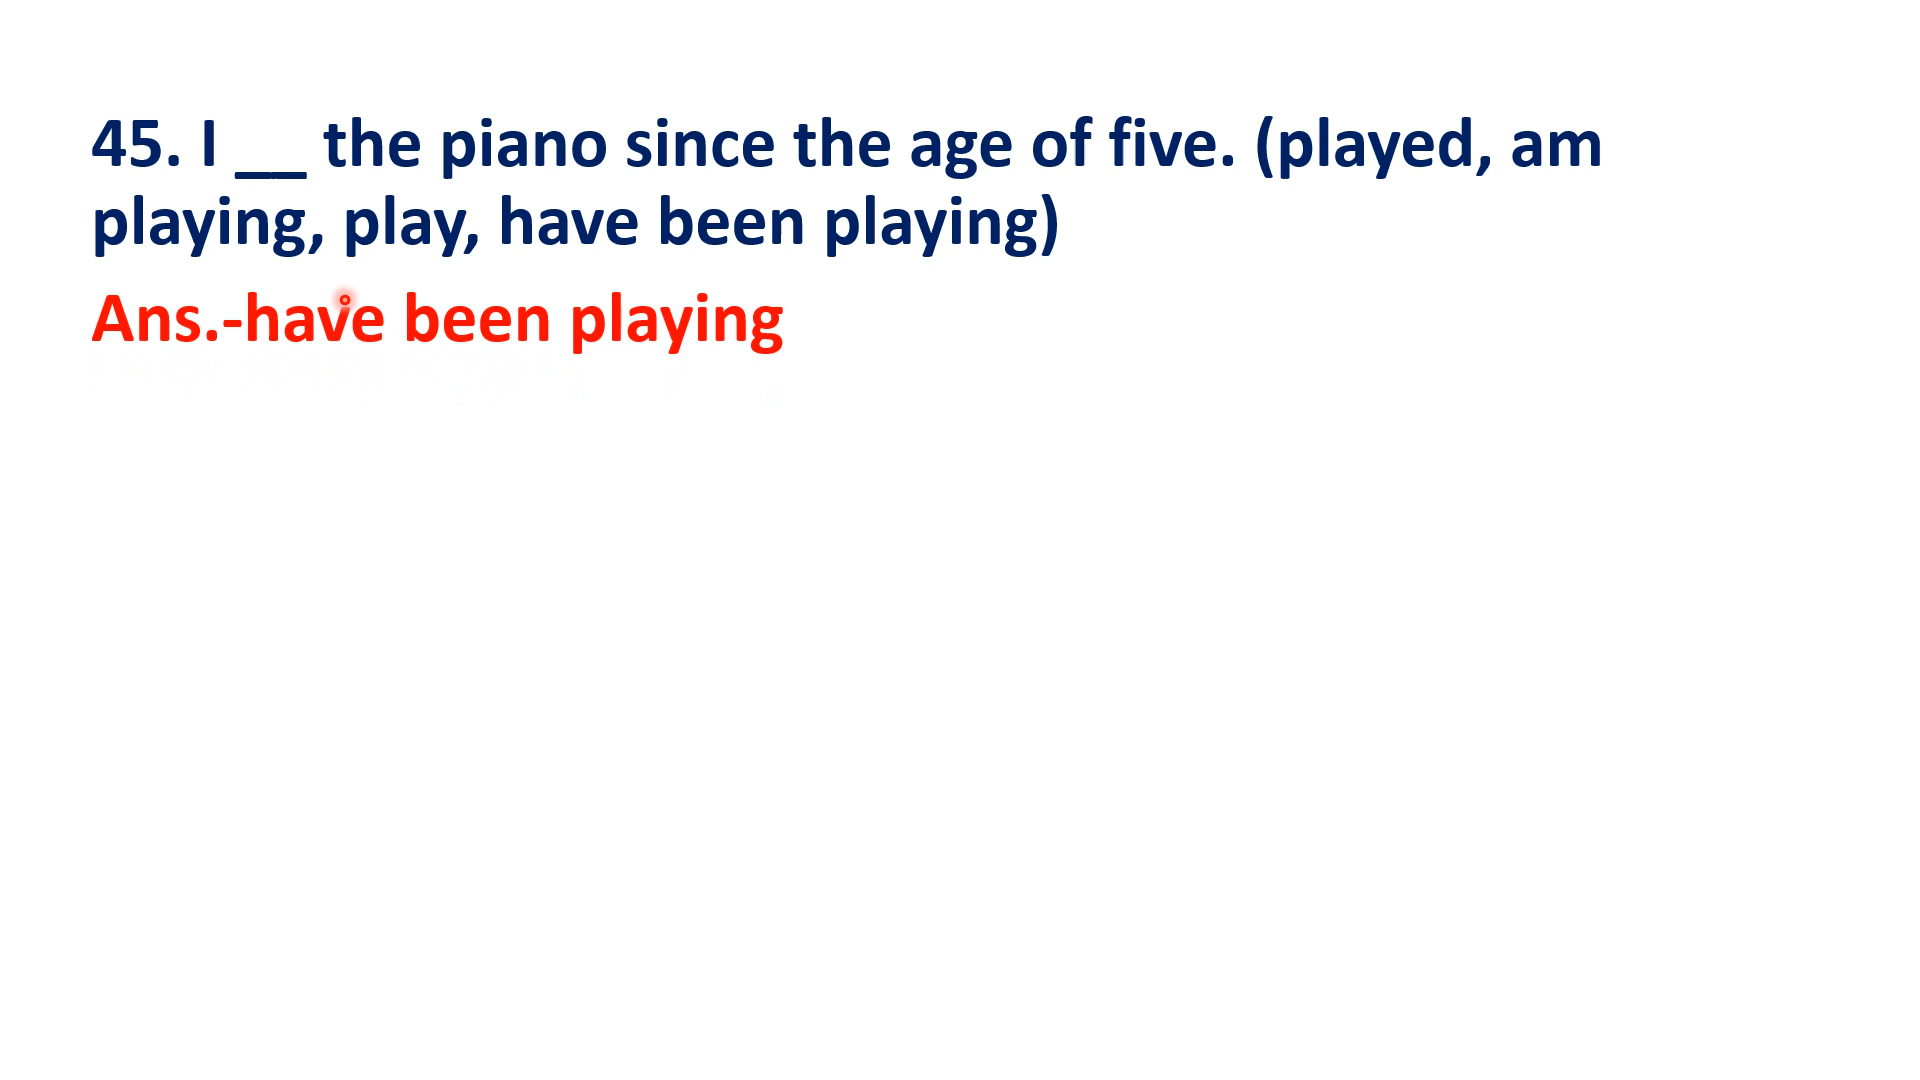 45. I __ the piano since the age of five. (played, am
playing, play, have been playing)
Ans.-have been playing